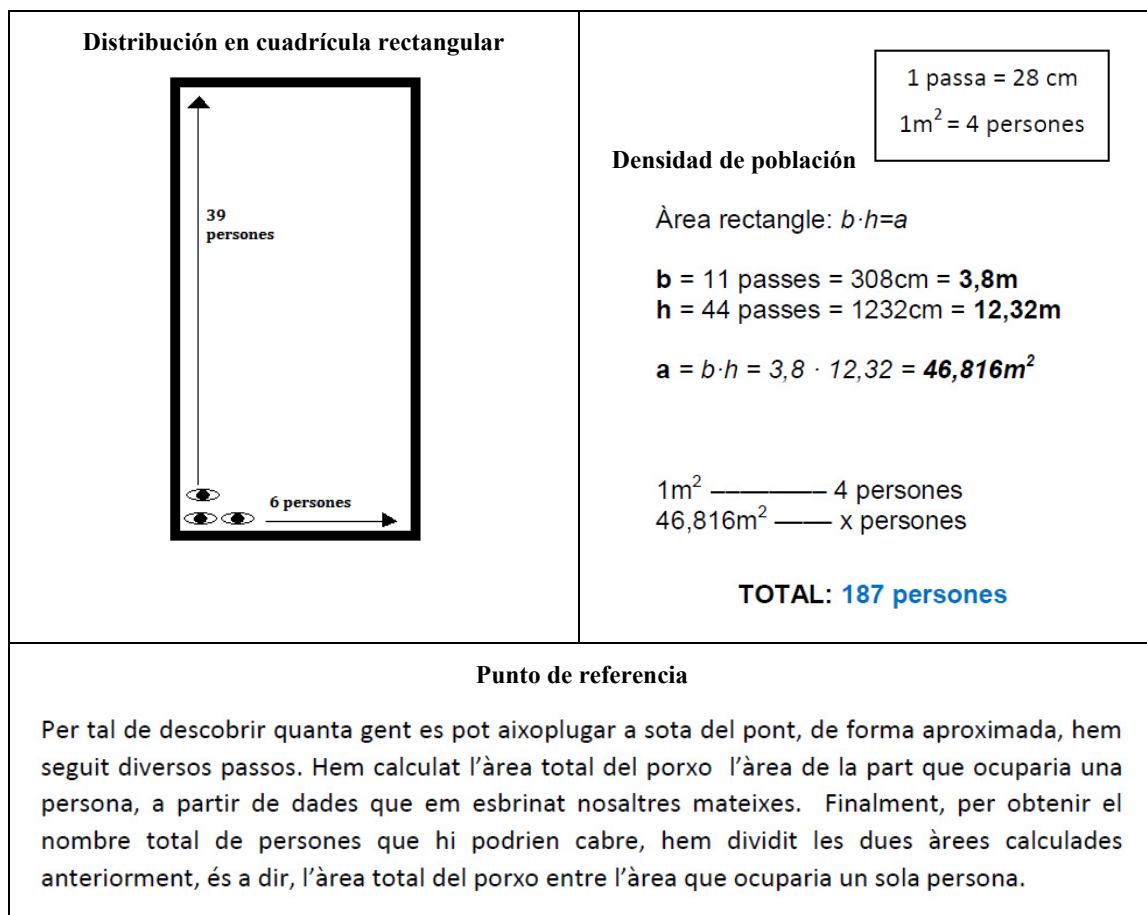 Distribución en cuadrícula rectangular
39
persones
6 persones
1 passa = 28 cm
1m² = 4 persones
Densidad de población
Àrea rectangle: b·h=a
b = 11 passes = 308cm = 3,8m
h = 44 passes = 1232cm = 12,32m
a = b·h = 3,8 · 12,32 = 46,816m²
1m² ———— 4 persones
46,816m² —— x persones
TOTAL: 187 persones
Punto de referencia
Per tal de descobrir quanta gent es pot aixoplugar a sota del pont, de forma aproximada, hem
seguit diversos passos. Hem calculat l’àrea total del porxo l’àrea de la part que ocuparia una
persona, a partir de dades que em esbrinat nosaltres mateixes. Finalment, per obtenir el
nombre total de persones que hi podrien cabre, hem dividit les dues àrees calculades
anteriorment, és a dir, l’àrea total del porxo entre l’àrea que ocuparia un sola persona.